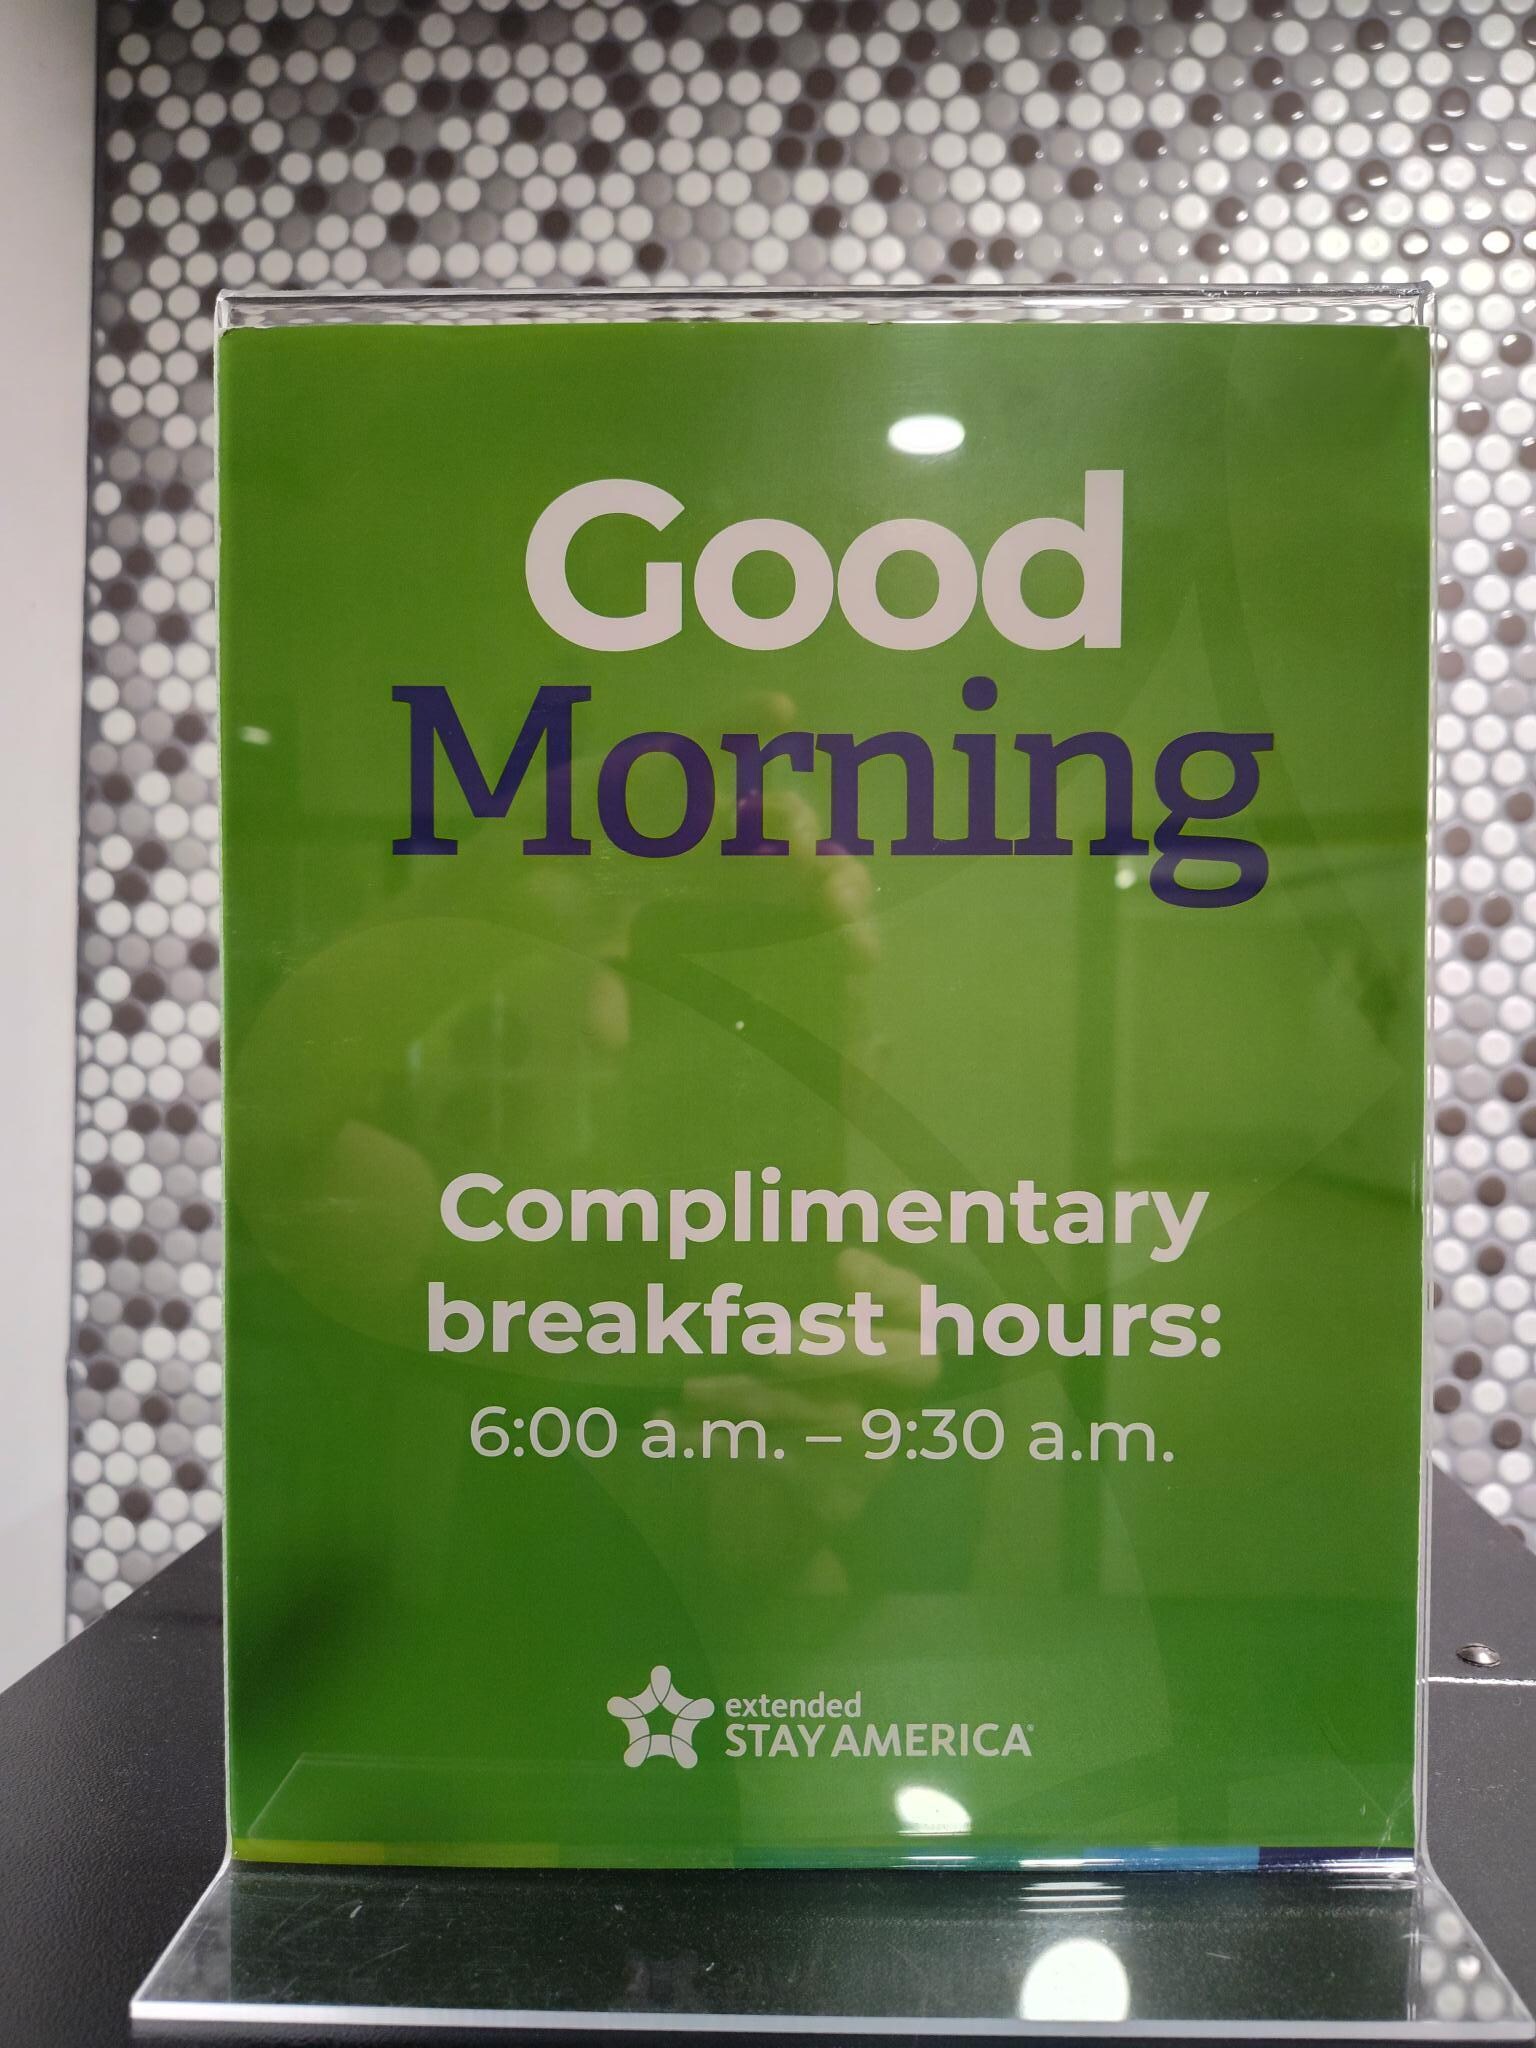 Good
Morning
Complimentary
breakfast hours:
6:00 a.m. – 9:30 a.m.
extended
STAY AMERICA®